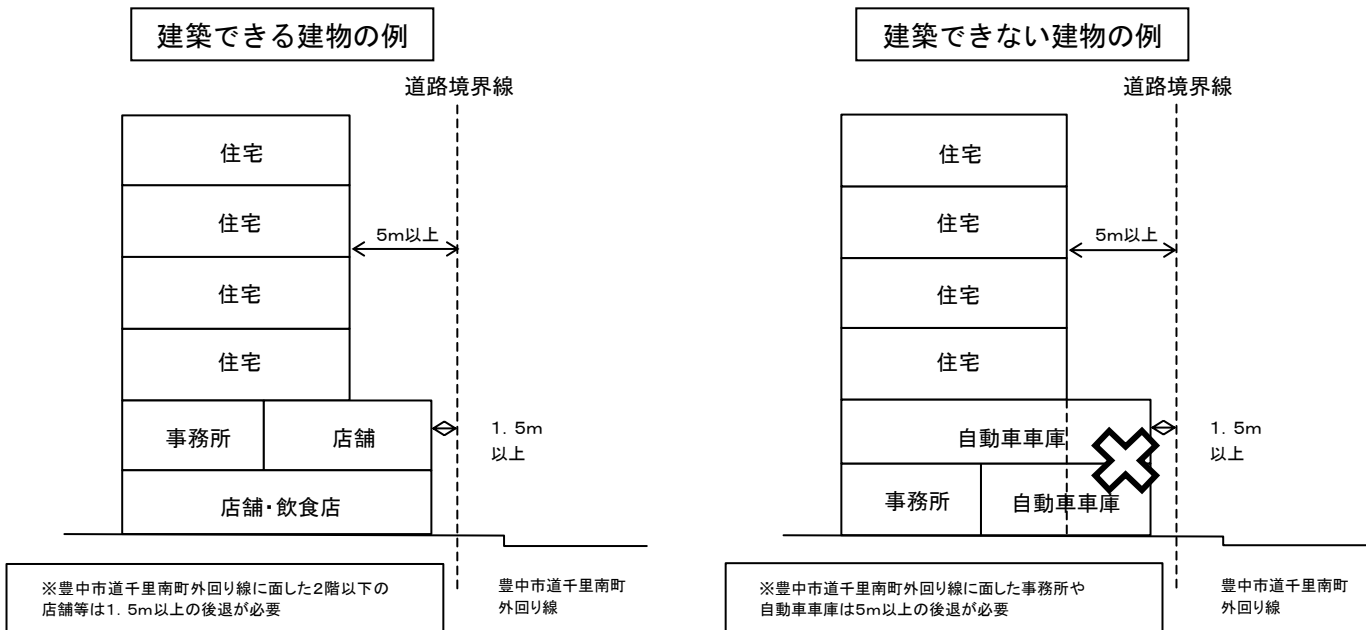 建築できる建物の例
道路境界線
住宅
住宅
5m以上
住宅
住宅
事務所
店舗
1．5m
以上
店舗・飲食店
※豊中市道千里南町外回り線に面した2階以下の
店舗等は1．5m以上の後退が必要
豊中市道千里南町
外回り線
建築できない建物の例
道路境界線
住宅
住宅
5m以上
住宅
住宅
自動車車庫
1．5m
以上
事務所
自動車車庫
※豊中市道千里南町外回り線に面した事務所や
自動車車庫は5m以上の後退が必要
豊中市道千里南町
外回り線